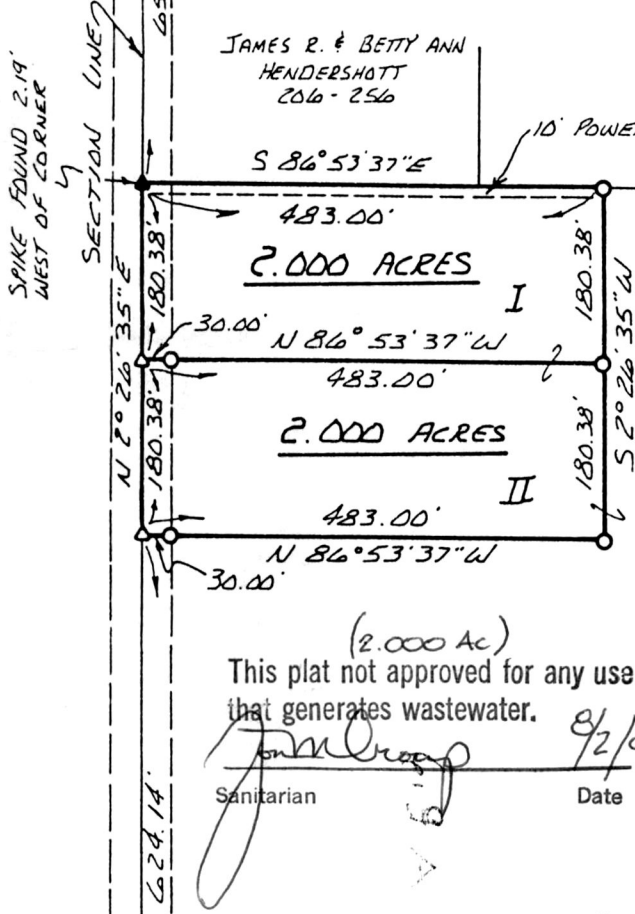 SPIKE FOUND 2.19'
WEST OF CORNER
SECTION LINE
JAMES R. & BETTY ANN
HENDERSHOTT
206 - 256
10' POWE
S 86° 53' 37" E
483.00'
180.38'
2.000 ACRES
I
180.38'
30.00'
N 86° 53' 37" W
483.00'
N 2° 26' 35" E
S 2° 26' 35" W
180.38'
2.000 ACRES
II
180.38'
483.00'
N 86° 53' 37" W
30.00'
(2.000 Ac)
This plat not approved for any use
that generates wastewater.
8/2/
Sanitarian
Date
624.14'